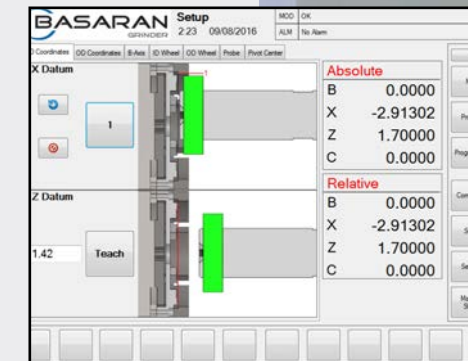 BASARAN
GRINDER
Setup
2:23 09/08/2016
MOD OK
ALM No Alarm
Coordinates OD Coordinates B-Axis ID Wheel OD Wheel Probe Pivot Center
X Datum
1
1
Z Datum
1.42
Teach
Absolute
B 0.0000
X -2.91302
Z 1.70000
C 0.0000
Relative
B 0.0000
X -2.91302
Z 1.70000
C 0.0000